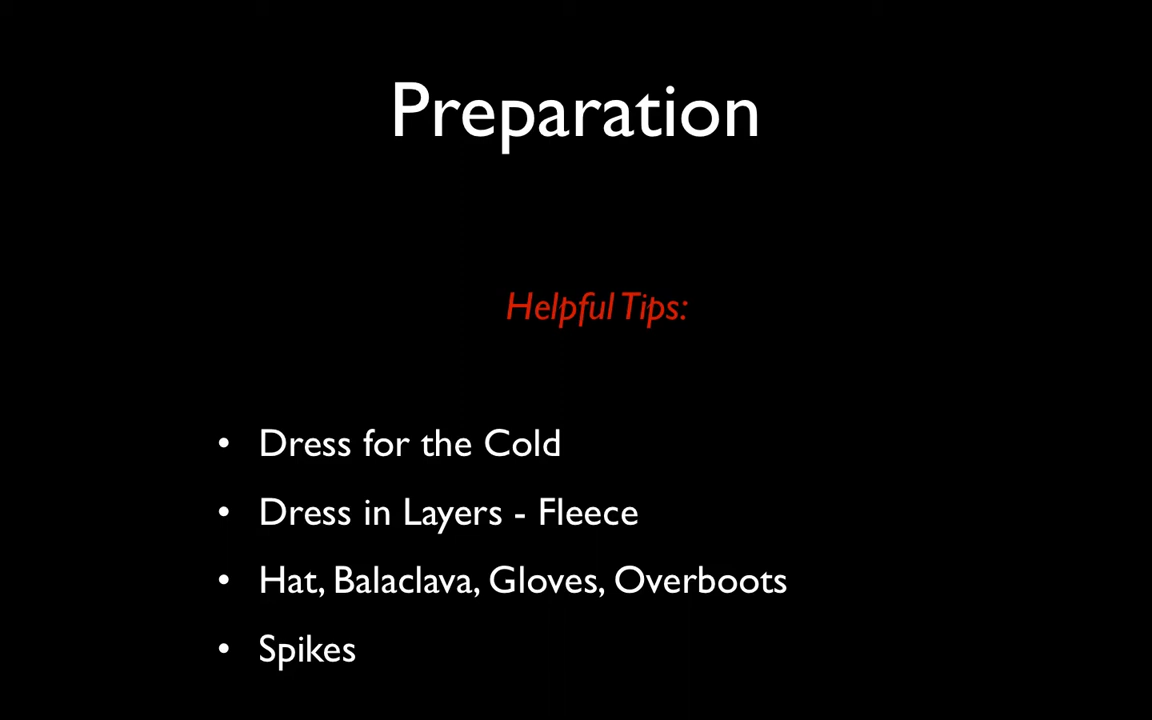 Preparation
Helpful Tips:
• Dress for the Cold
• Dress in Layers - Fleece
• Hat, Balaclava, Gloves, Overboots
• Spikes